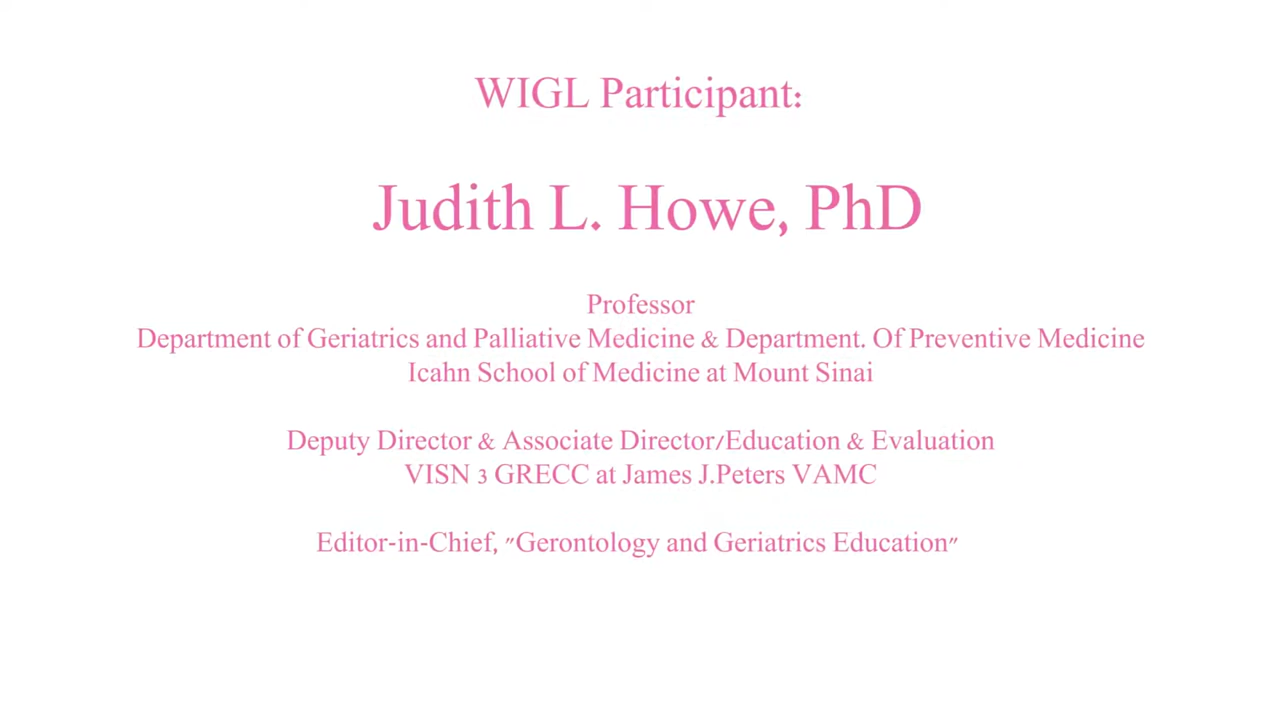 WIGL Participant:
Judith L. Howe, PhD
Professor
Department of Geriatrics and Palliative Medicine & Department. Of Preventive Medicine
Icahn School of Medicine at Mount Sinai
Deputy Director & Associate Director/Education & Evaluation
VISN 3 GRECC at James J.Peters VAMC
Editor-in-Chief, "Gerontology and Geriatrics Education"